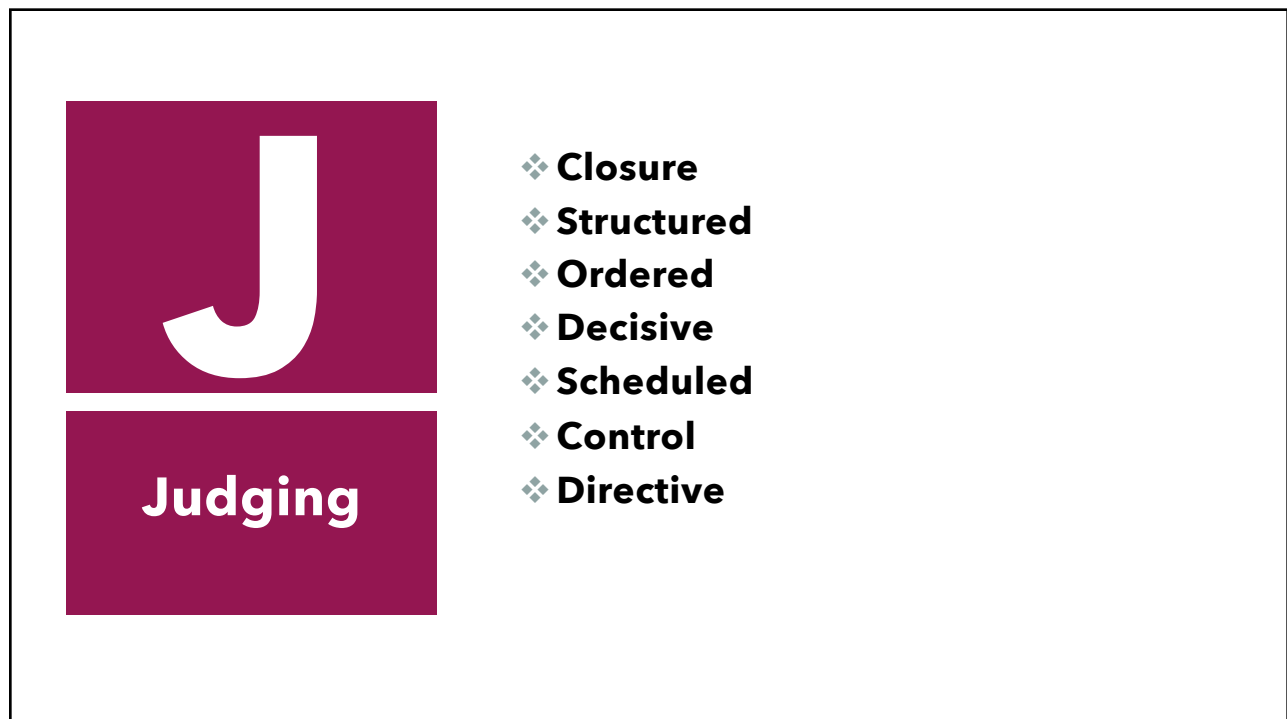 J
Judging
❖ Closure
❖ Structured
❖ Ordered
❖ Decisive
❖ Scheduled
❖ Control
❖ Directive